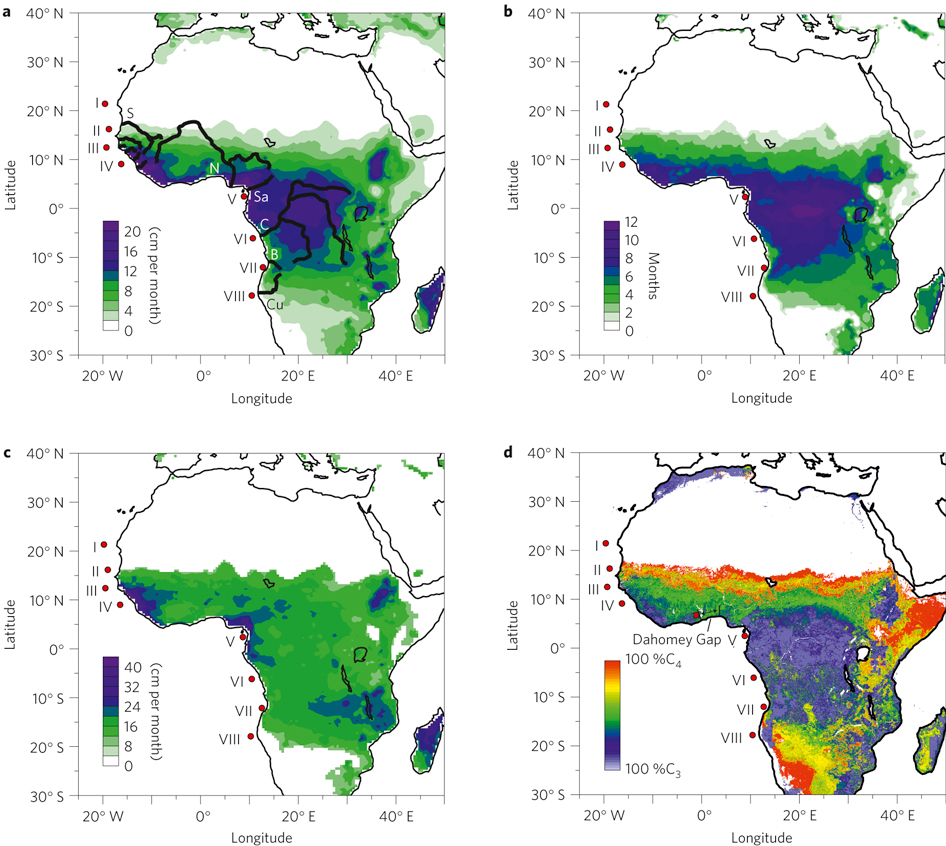 a
40° N
30° N
20° N
10° N
0°
10° S
20° S
30° S
Latitude
I
II
III
IV
V
VI
VII
VIII
S
N
Sa
C
B
Cu
20
16
12
8
4
0
(cm per month)
20° W
0°
20° E
40° E
Longitude
b
40° N
30° N
20° N
10° N
0°
10° S
20° S
30° S
Latitude
I
II
III
IV
V
VI
VII
VIII
12
10
8
6
4
2
0
Months
20° W
0°
20° E
40° E
Longitude
c
40° N
30° N
20° N
10° N
0°
10° S
20° S
30° S
Latitude
I
II
III
IV
V
VI
VII
VIII
40
32
24
16
8
0
(cm per month)
20° W
0°
20° E
40° E
Longitude
d
40° N
30° N
20° N
10° N
0°
10° S
20° S
30° S
Latitude
I
II
III
IV
Dahomey Gap
V
VI
VII
VIII
100 %C₄
100 %C₃
20° W
0°
20° E
40° E
Longitude